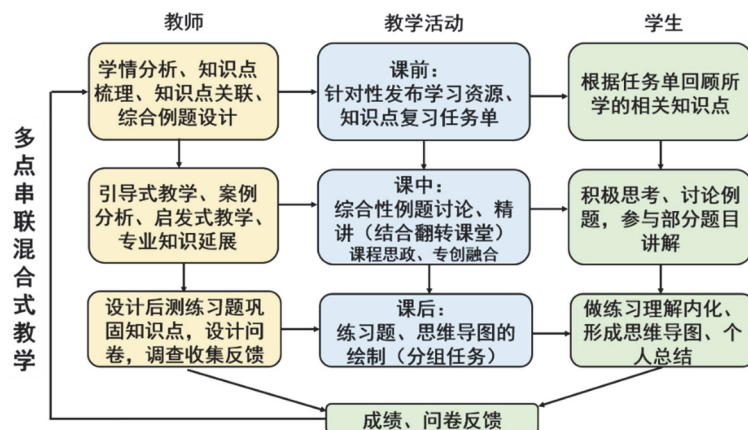 教师
教学活动
学生
多点串联混合式教学
学情分析、知识点
梳理、知识点关联、
综合例题设计
课前：
针对性发布学习资源、
知识点复习任务单
根据任务单回顾所
学的相关知识点
引导式教学、案例
分析、启发式教学、
专业知识延展
课中：
综合性例题讨论、精
讲（结合翻转课堂）
课程思政、专创融合
积极思考、讨论例
题，参与部分题目
讲解
设计后测练习题巩
固知识点，设计问
卷，调查收集反馈
课后：
练习题、思维导图的
绘制（分组任务）
做练习理解内化、
形成思维导图、个
人总结
成绩、问卷反馈